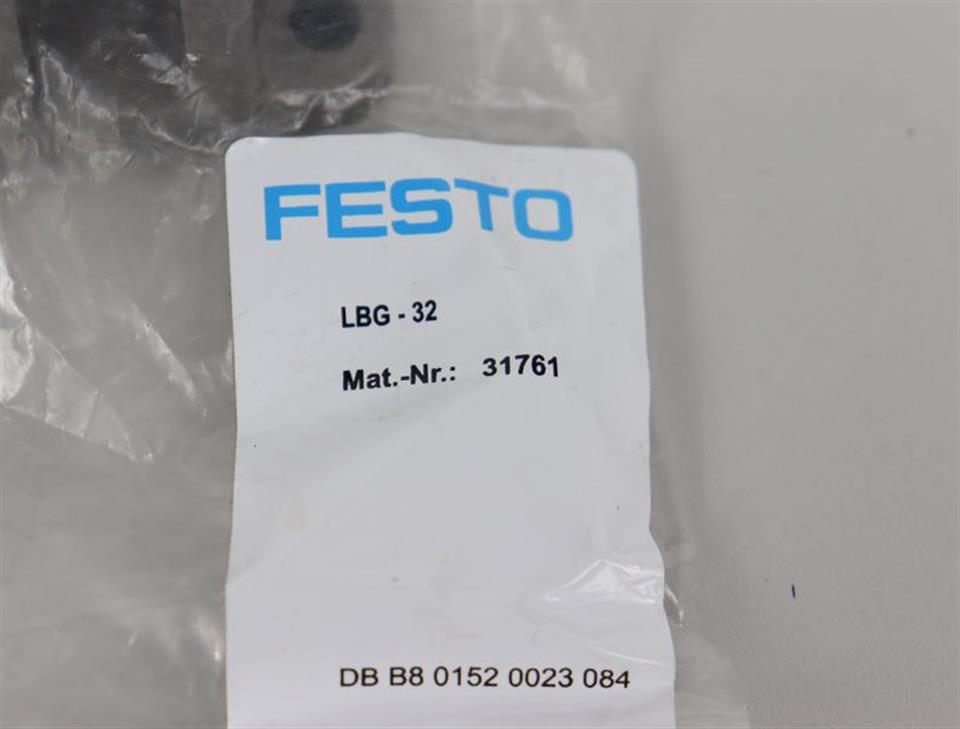 FESTO
LBG - 32
Mat.-Nr.: 31761
DB B8 0152 0023 084